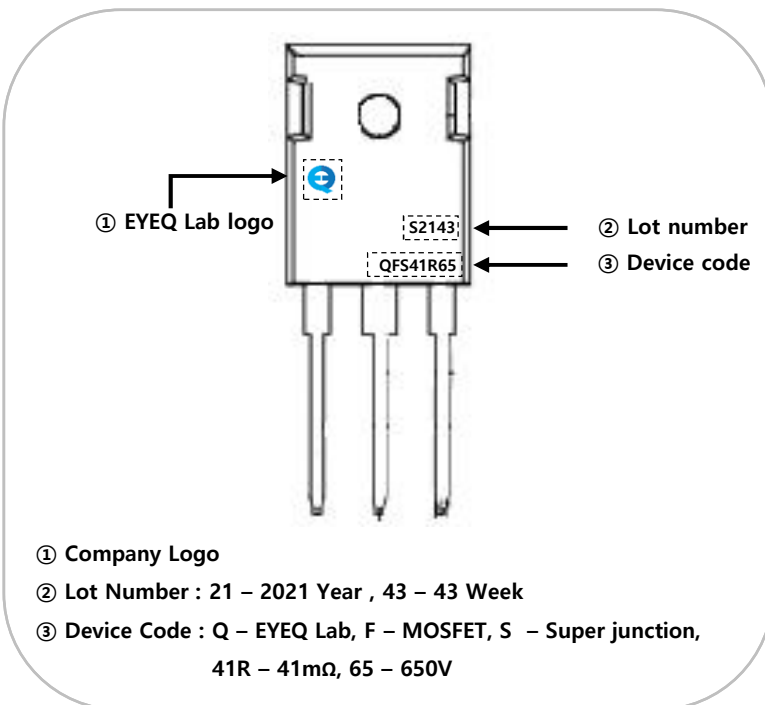 ① EYEQ Lab logo
S2143
② Lot number
QFS41R65
③ Device code
① Company Logo
② Lot Number : 21 – 2021 Year , 43 – 43 Week
③ Device Code : Q – EYEQ Lab, F – MOSFET, S – Super junction,
41R – 41mΩ, 65 – 650V